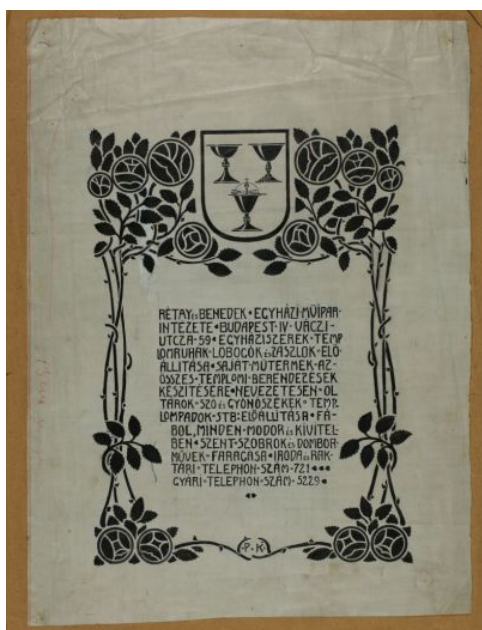 RÉTAY és BENEDEK • EGYHÁZI MŰIPAR-
INTÉZETE • BUDAPEST • IV • VÁCZI-
UTCZA • 59 • EGYHÁZISZEREK • TEMP
LOMRUHÁK • LOBOGÓK és ZÁSZLÓK • ELŐ
ÁLLITÁSA • SAJÁT MŰTERMEK • AZ-
ÖSSZES • TEMPLOMI • BERENDEZÉSEK
KÉSZITÉSÉRE • NEVEZETESEN • OL
TÁROK • SZÓ és GYÓNÓSZÉKEK • TEMP.
LOMPADOK • STB: ELŐÁLLITÁSA • FÁ-
BÓL, MINDEN • MODOR és KIVITEL-
BEN • SZENT • SZOBROK és DOMBOR-
MŰVEK • FARAGÁSA • IRODA és RAK-
TÁRI • TELEPHON • SZÁM • 721 •••
GYÁRI • TELEPHON • SZÁM • 5229 •
P • K